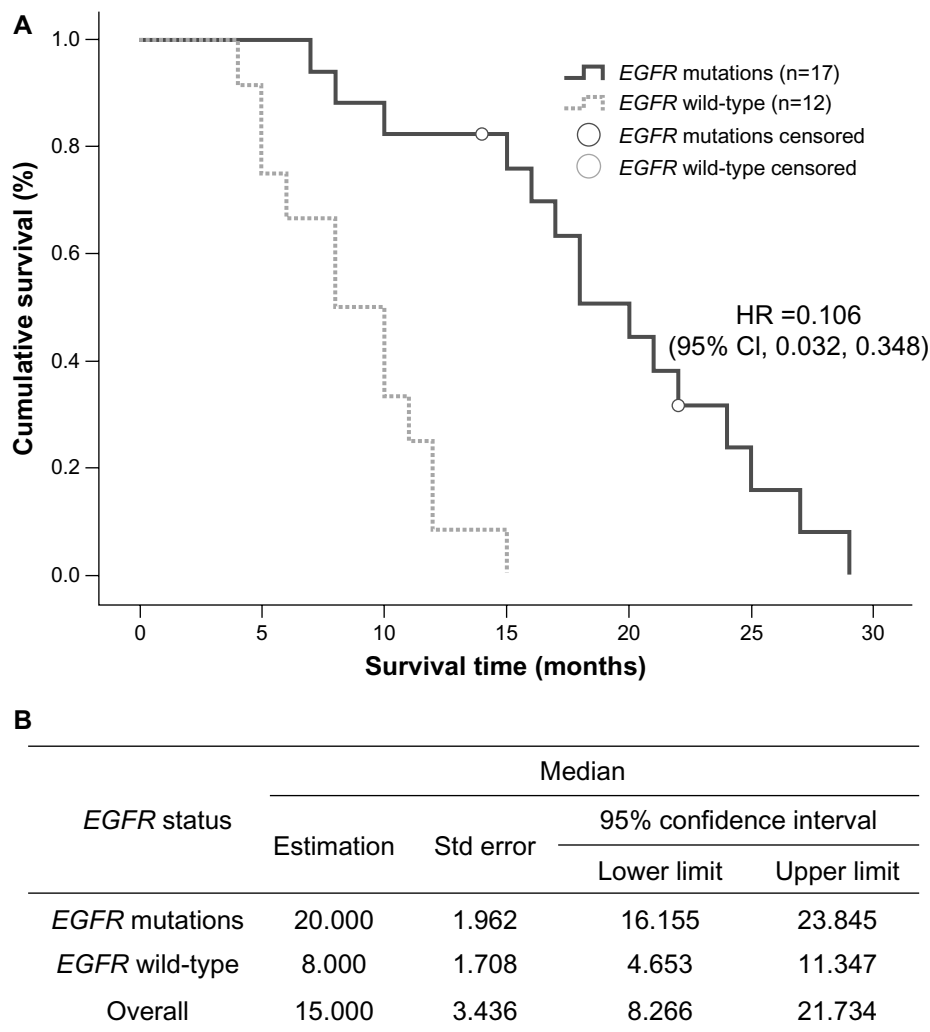 A
1.0
0.8
0.6
0.4
0.2
0.0
Cumulative survival (%)
EGFR mutations (n=17)
EGFR wild-type (n=12)
EGFR mutations censored
EGFR wild-type censored
HR =0.106
(95% CI, 0.032, 0.348)
0 5 10 15 20 25 30
Survival time (months)
B
Median
EGFR status
95% confidence interval
Estimation Std error
Lower limit Upper limit
EGFR mutations 20.000 1.962 16.155 23.845
EGFR wild-type 8.000 1.708 4.653 11.347
Overall 15.000 3.436 8.266 21.734